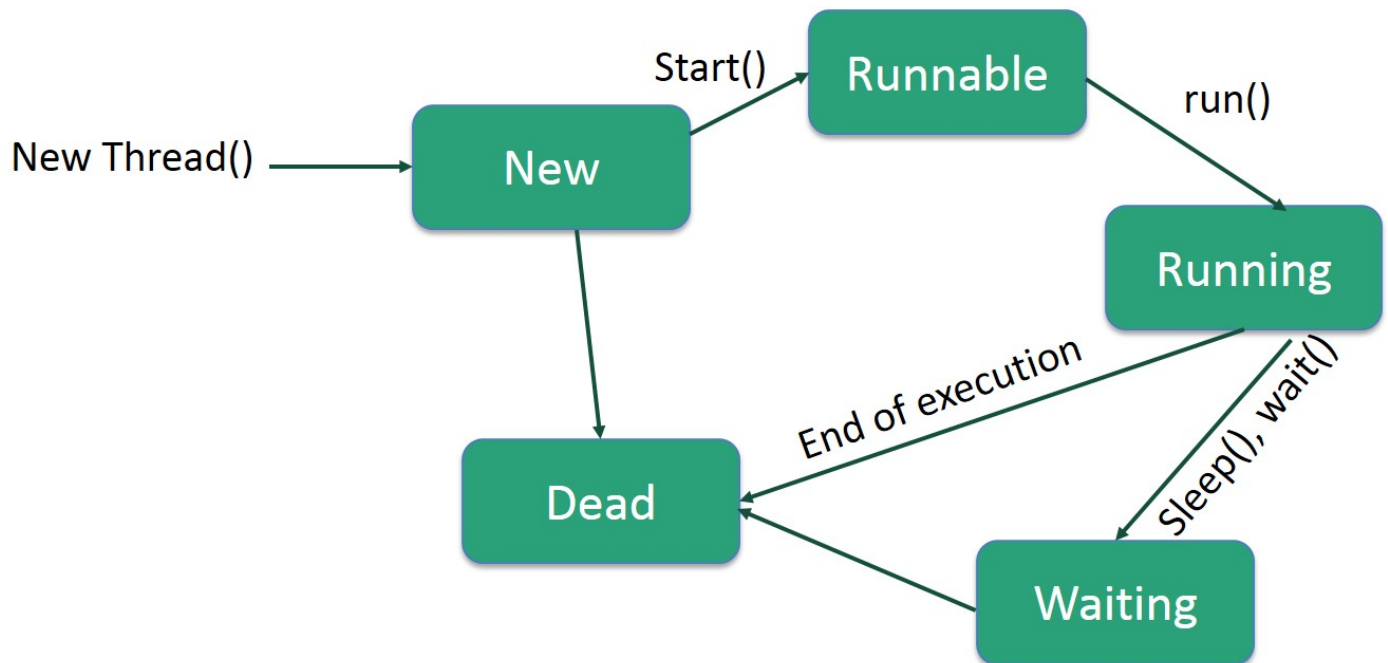 Start()
Runnable
run()
New Thread()
New
Running
End of execution
Sleep(), wait()
Dead
Waiting